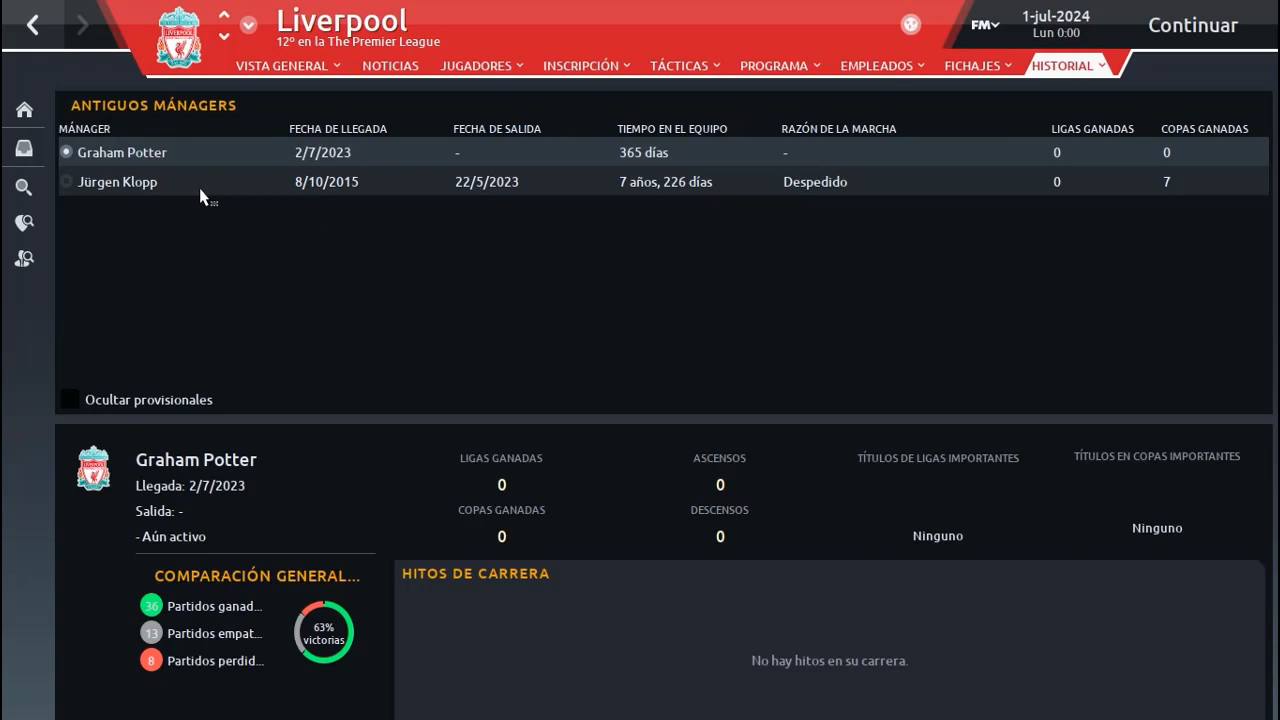 Liverpool
12º en la The Premier League
FM
1-jul-2024
Lun 0:00
Continuar
VISTA GENERAL NOTICIAS JUGADORES INSCRIPCIÓN TÁCTICAS PROGRAMA EMPLEADOS FICHAJES HISTORIAL
ANTIGUOS MÁNAGERS
MÁNAGER FECHA DE LLEGADA FECHA DE SALIDA TIEMPO EN EL EQUIPO RAZÓN DE LA MARCHA LIGAS GANADAS COPAS GANADAS
Graham Potter 2/7/2023 - 365 días - 0 0
Jürgen Klopp 8/10/2015 22/5/2023 7 años, 226 días Despedido 0 7
Ocultar provisionales
Graham Potter
Llegada: 2/7/2023
Salida: -
- Aún activo
LIGAS GANADAS
0
COPAS GANADAS
0
ASCENSOS
0
DESCENSOS
0
TÍTULOS DE LIGAS IMPORTANTES
Ninguno
TÍTULOS EN COPAS IMPORTANTES
Ninguno
COMPARACIÓN GENERAL...
36 Partidos ganad...
13 Partidos empat...
8 Partidos perdid...
63%
victorias
HITOS DE CARRERA
No hay hitos en su carrera.